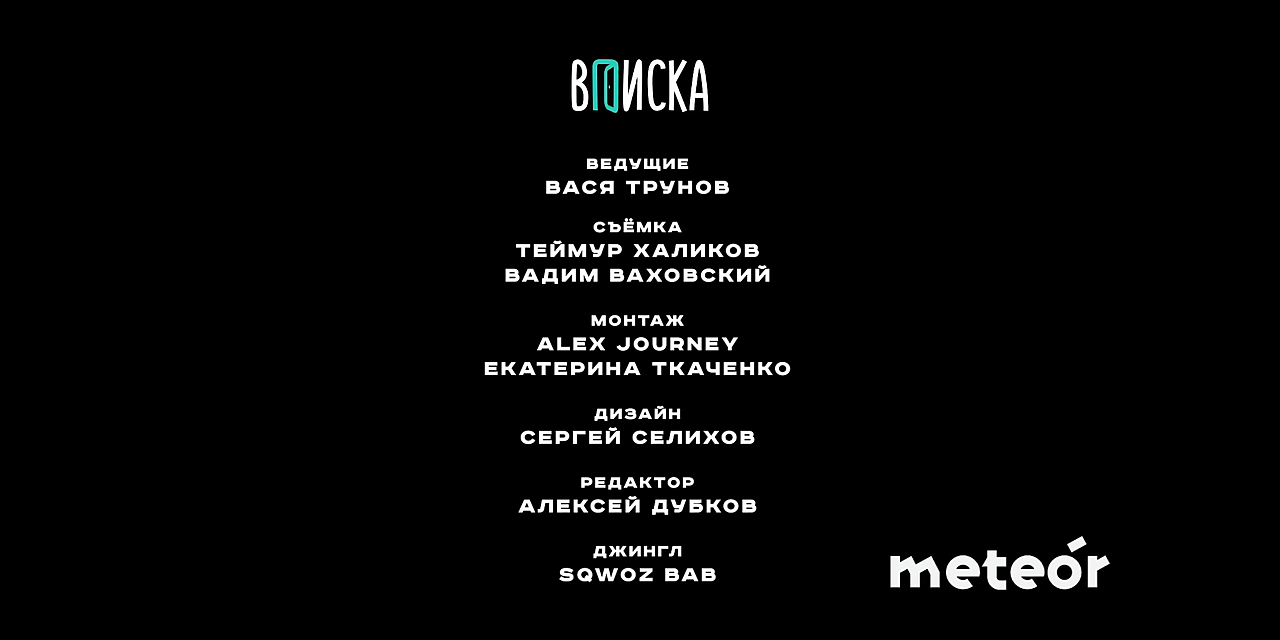 ВПИСКА
ВЕДУЩИЕ
ВАСЯ ТРУНОВ
СЪЁМКА
ТЕЙМУР ХАЛИКОВ
ВАДИМ ВАХОВСКИЙ
МОНТАЖ
ALEX JOURNEY
ЕКАТЕРИНА ТКАЧЕНКО
ДИЗАЙН
СЕРГЕЙ СЕЛИХОВ
РЕДАКТОР
АЛЕКСЕЙ ДУБКОВ
ДЖИНГЛ
SQWOZ BAB
meteór